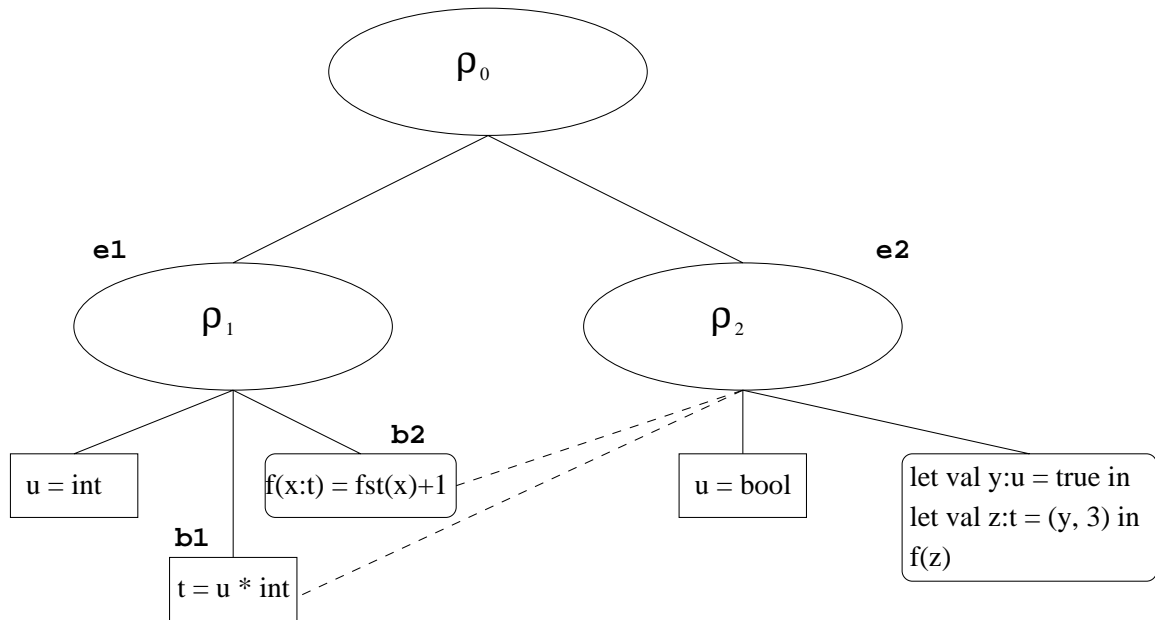 ρ₀
e1
e2
ρ₁
ρ₂
b2
u = int
f(x:t) = fst(x)+1
u = bool
let val y:u = true in
let val z:t = (y, 3) in
f(z)
b1
t = u * int